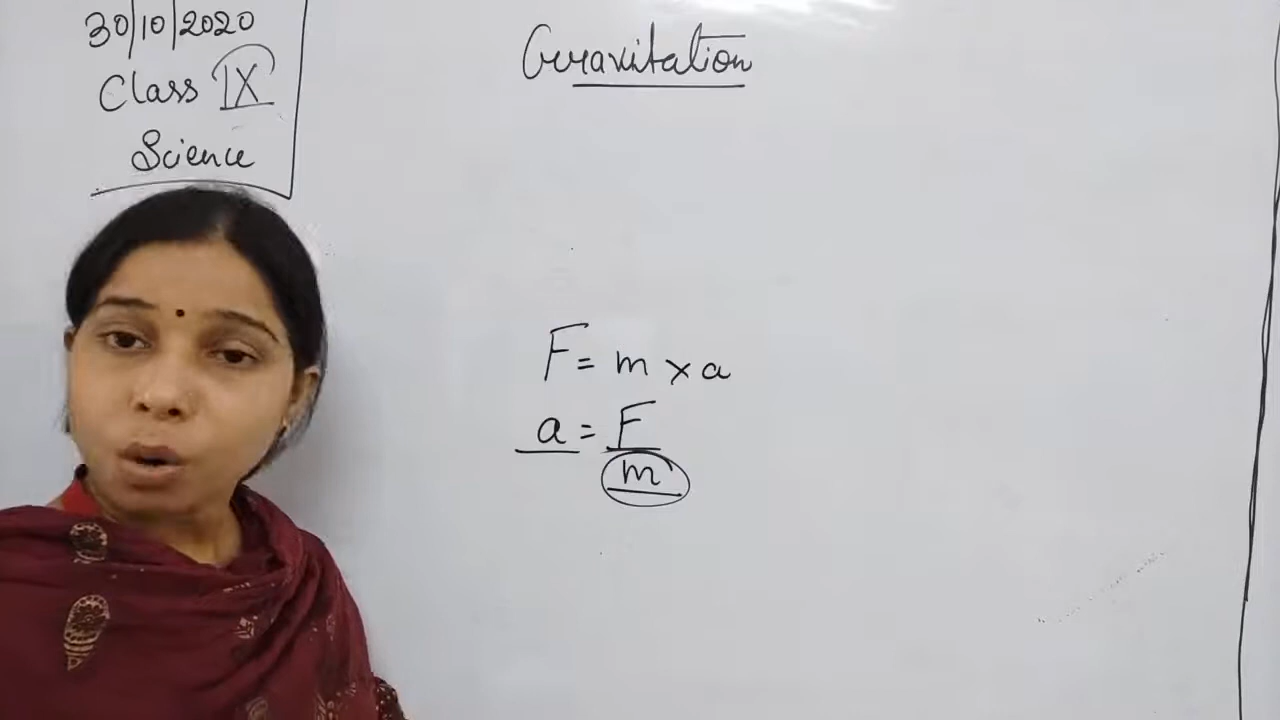 30/10/2020
Class IX
Science
Gravitation
F = m × a
a = F
m